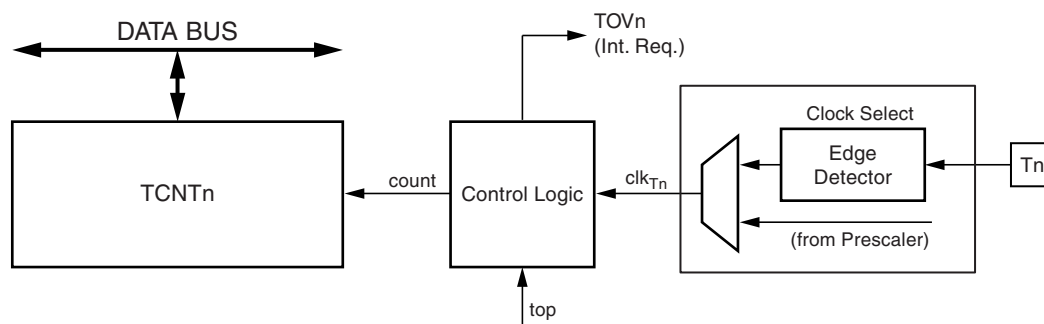 DATA BUS
TOVn
(Int. Req.)
Clock Select
TCNTn
count
Control Logic
clkTn
Edge
Detector
Tn
(from Prescaler)
top